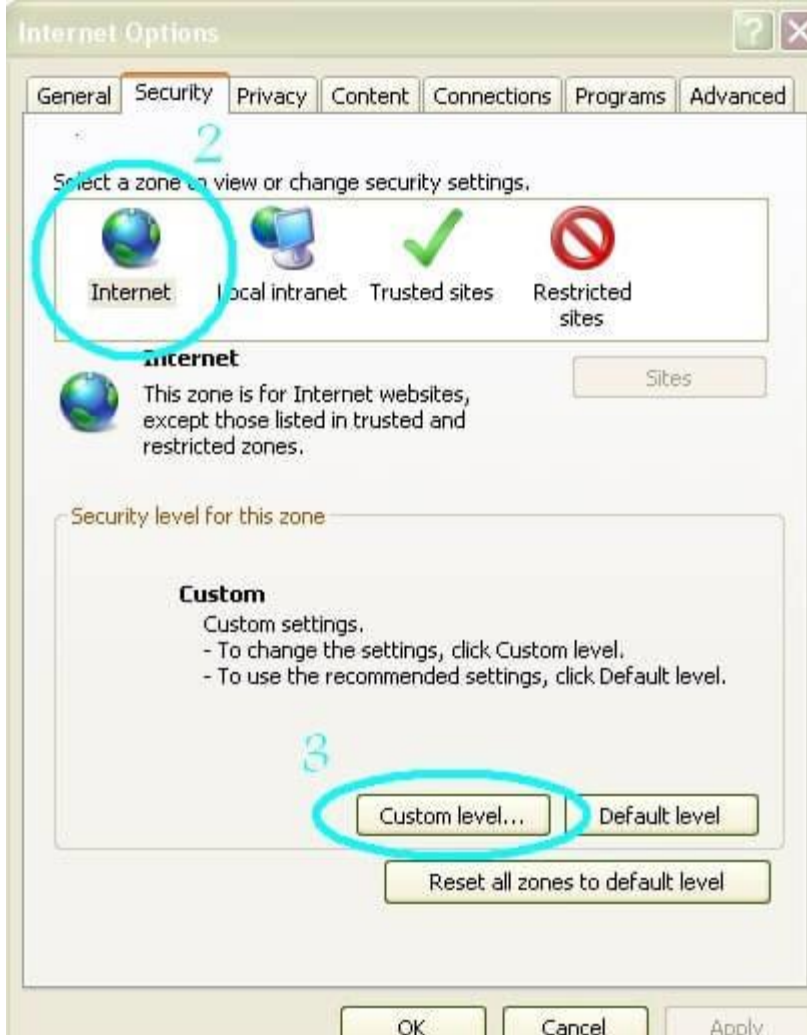 Internet Options
General Security Privacy Content Connections Programs Advanced
2
Select a zone to view or change security settings.
Internet Local intranet Trusted sites Restricted sites
Internet
Sites
This zone is for Internet websites,
except those listed in trusted and
restricted zones.
Security level for this zone
Custom
Custom settings.
- To change the settings, click Custom level.
- To use the recommended settings, click Default level.
3
Custom level... Default level
Reset all zones to default level
OK Cancel Apply